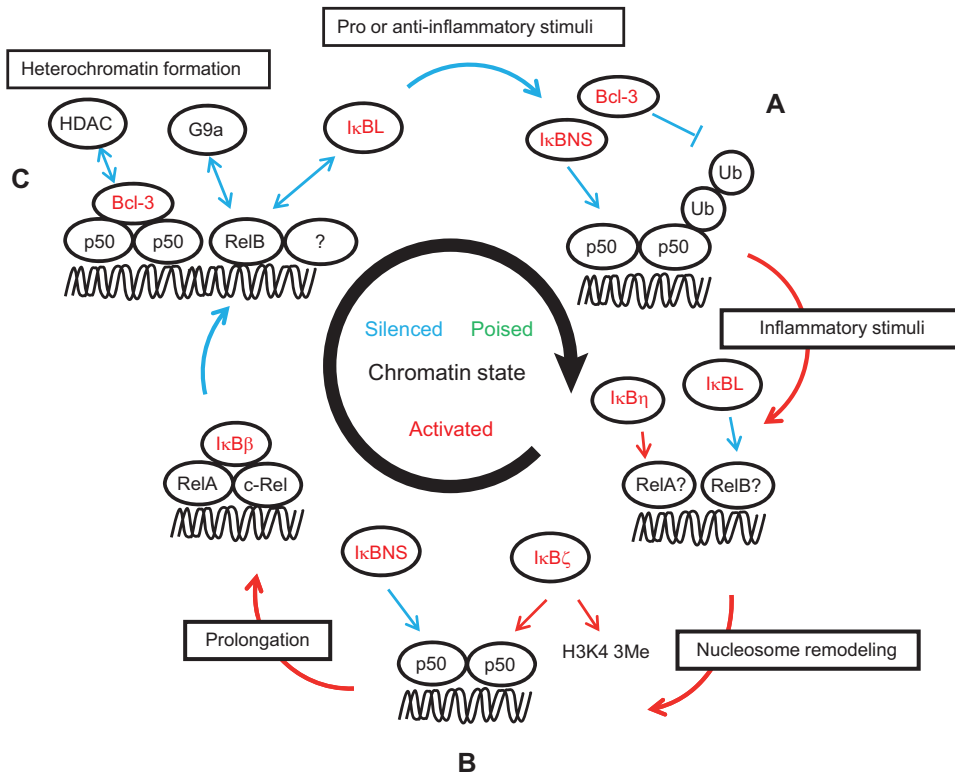 Pro or anti-inflammatory stimuli
Heterochromatin formation
HDAC
G9a
IκBL
Bcl-3
IκBNS
A
Ub
Ub
C
Bcl-3
p50
p50
RelB
?
p50
p50
Silenced
Poised
Chromatin state
Activated
Inflammatory stimuli
IκBη
IκBL
RelA?
RelB?
IκBβ
RelA
c-Rel
IκBNS
IκBζ
Prolongation
p50
p50
H3K4 3Me
Nucleosome remodeling
B